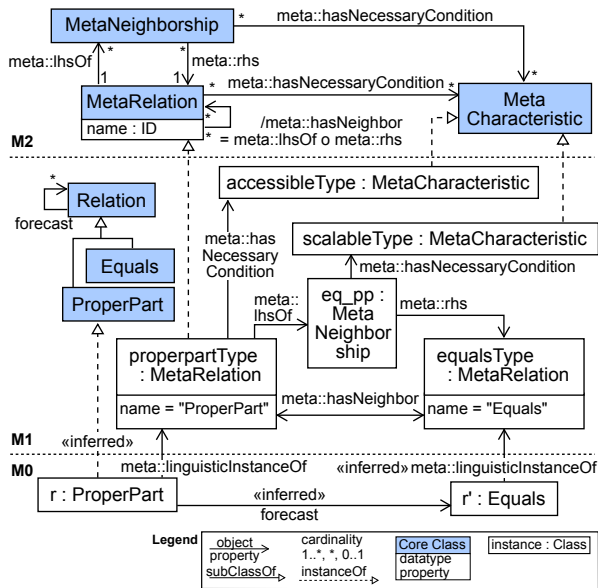 MetaNeighborship
*
meta::hasNecessaryCondition
*
*
*
meta::lhsOf
meta::rhs
1
1
*
meta::hasNecessaryCondition
*
MetaRelation
name : ID
*
*
/meta::hasNeighbor
= meta::lhsOf o meta::rhs
Meta
Characteristic
M2
accessibleType : MetaCharacteristic
*
Relation
forecast
Equals
ProperPart
meta::has
Necessary
Condition
scalableType : MetaCharacteristic
meta::hasNecessaryCondition
meta::
lhsOf
eq_pp :
Meta
Neighbor
ship
meta::rhs
properpartType
: MetaRelation
name = "ProperPart"
meta::hasNeighbor
equalsType
: MetaRelation
name = "Equals"
M1
«inferred»
M0
meta::linguisticInstanceOf
«inferred» meta::linguisticInstanceOf
r : ProperPart
«inferred»
forecast
r' : Equals
Legend
object
property
subClassOf
cardinality
1..*, *, 0..1
instanceOf
Core Class
datatype
property
instance : Class